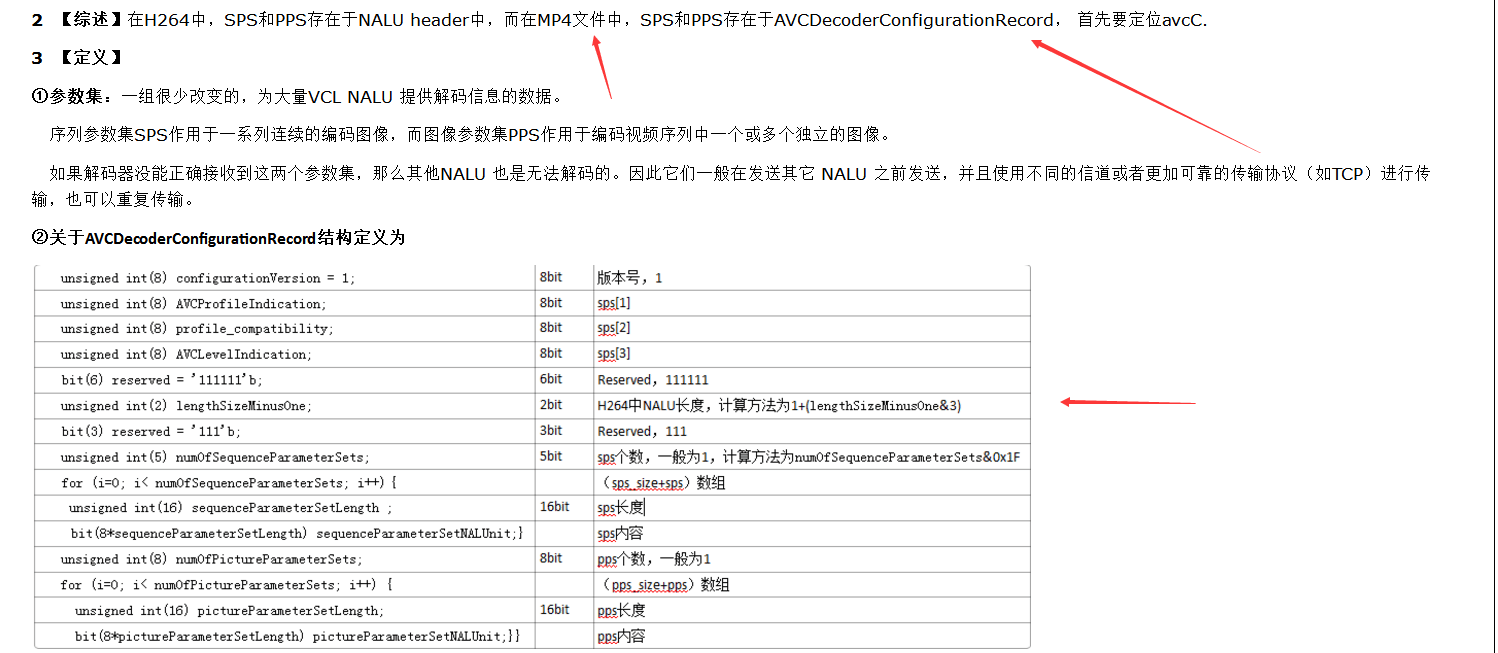 2 【综述】在H264中，SPS和PPS存在于NALU header中，而在MP4文件中，SPS和PPS存在于AVCDecoderConfigurationRecord， 首先要定位avcC.
3 【定义】
①参数集：一组很少改变的，为大量VCL NALU 提供解码信息的数据。
序列参数集SPS作用于一系列连续的编码图像，而图像参数集PPS作用于编码视频序列中一个或多个独立的图像。
如果解码器没能正确接收到这两个参数集，那么其他NALU 也是无法解码的。因此它们一般在发送其它 NALU 之前发送，并且使用不同的信道或者更加可靠的传输协议（如TCP）进行传
输，也可以重复传输。
②关于AVCDecoderConfigurationRecord结构定义为
unsigned int(8) configurationVersion = 1; 8bit 版本号，1
unsigned int(8) AVCProfileIndication; 8bit sps[1]
unsigned int(8) profile_compatibility; 8bit sps[2]
unsigned int(8) AVCLevelIndication; 8bit sps[3]
bit(6) reserved = '111111'b; 6bit Reserved，111111
unsigned int(2) lengthSizeMinusOne; 2bit H264中NALU长度，计算方法为1+(lengthSizeMinusOne&3)
bit(3) reserved = '111'b; 3bit Reserved，111
unsigned int(5) numOfSequenceParameterSets; 5bit sps个数，一般为1，计算方法为numOfSequenceParameterSets&0x1F
for (i=0; i< numOfSequenceParameterSets; i++) { （sps_size+sps）数组
unsigned int(16) sequenceParameterSetLength ; 16bit sps长度
bit(8*sequenceParameterSetLength) sequenceParameterSetNALUnit;} sps内容
unsigned int(8) numOfPictureParameterSets; 8bit pps个数，一般为1
for (i=0; i< numOfPictureParameterSets; i++) { （pps_size+pps）数组
unsigned int(16) pictureParameterSetLength; 16bit pps长度
bit(8*pictureParameterSetLength) pictureParameterSetNALUnit;}} pps内容